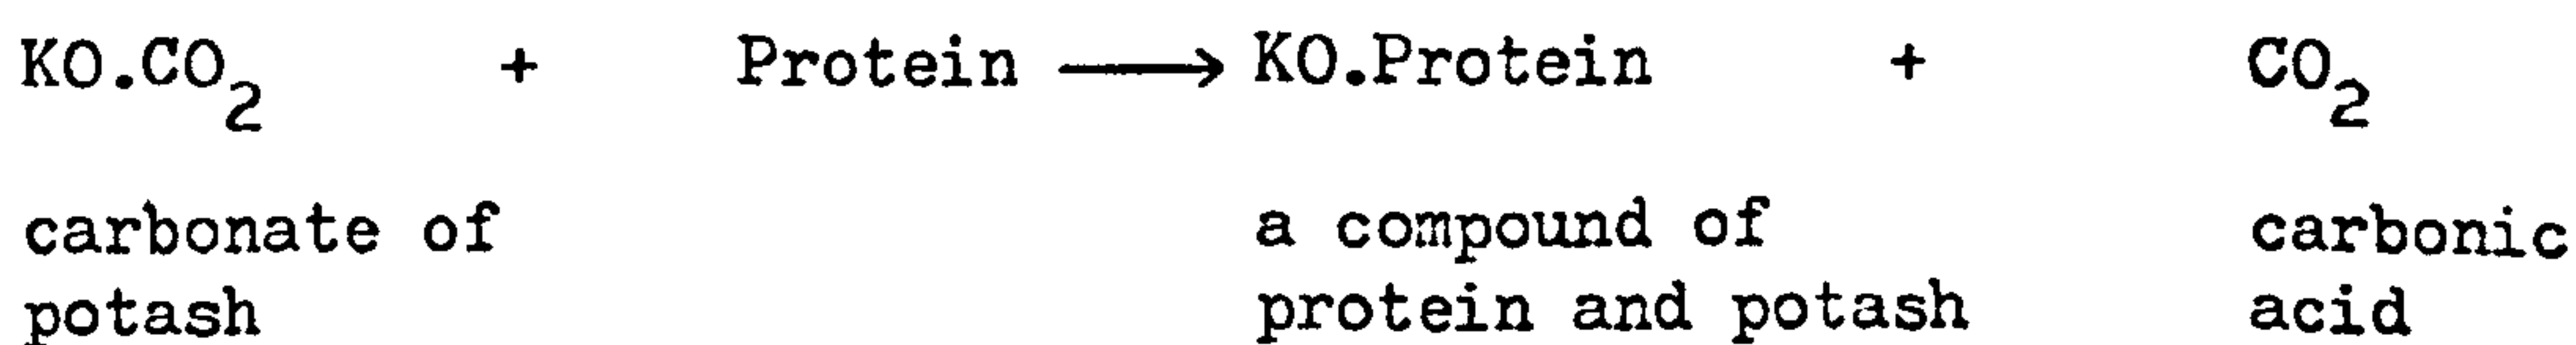 KO.CO₂ + Protein ⟶ KO.Protein + CO₂
carbonate of a compound of carbonic
potash protein and potash acid